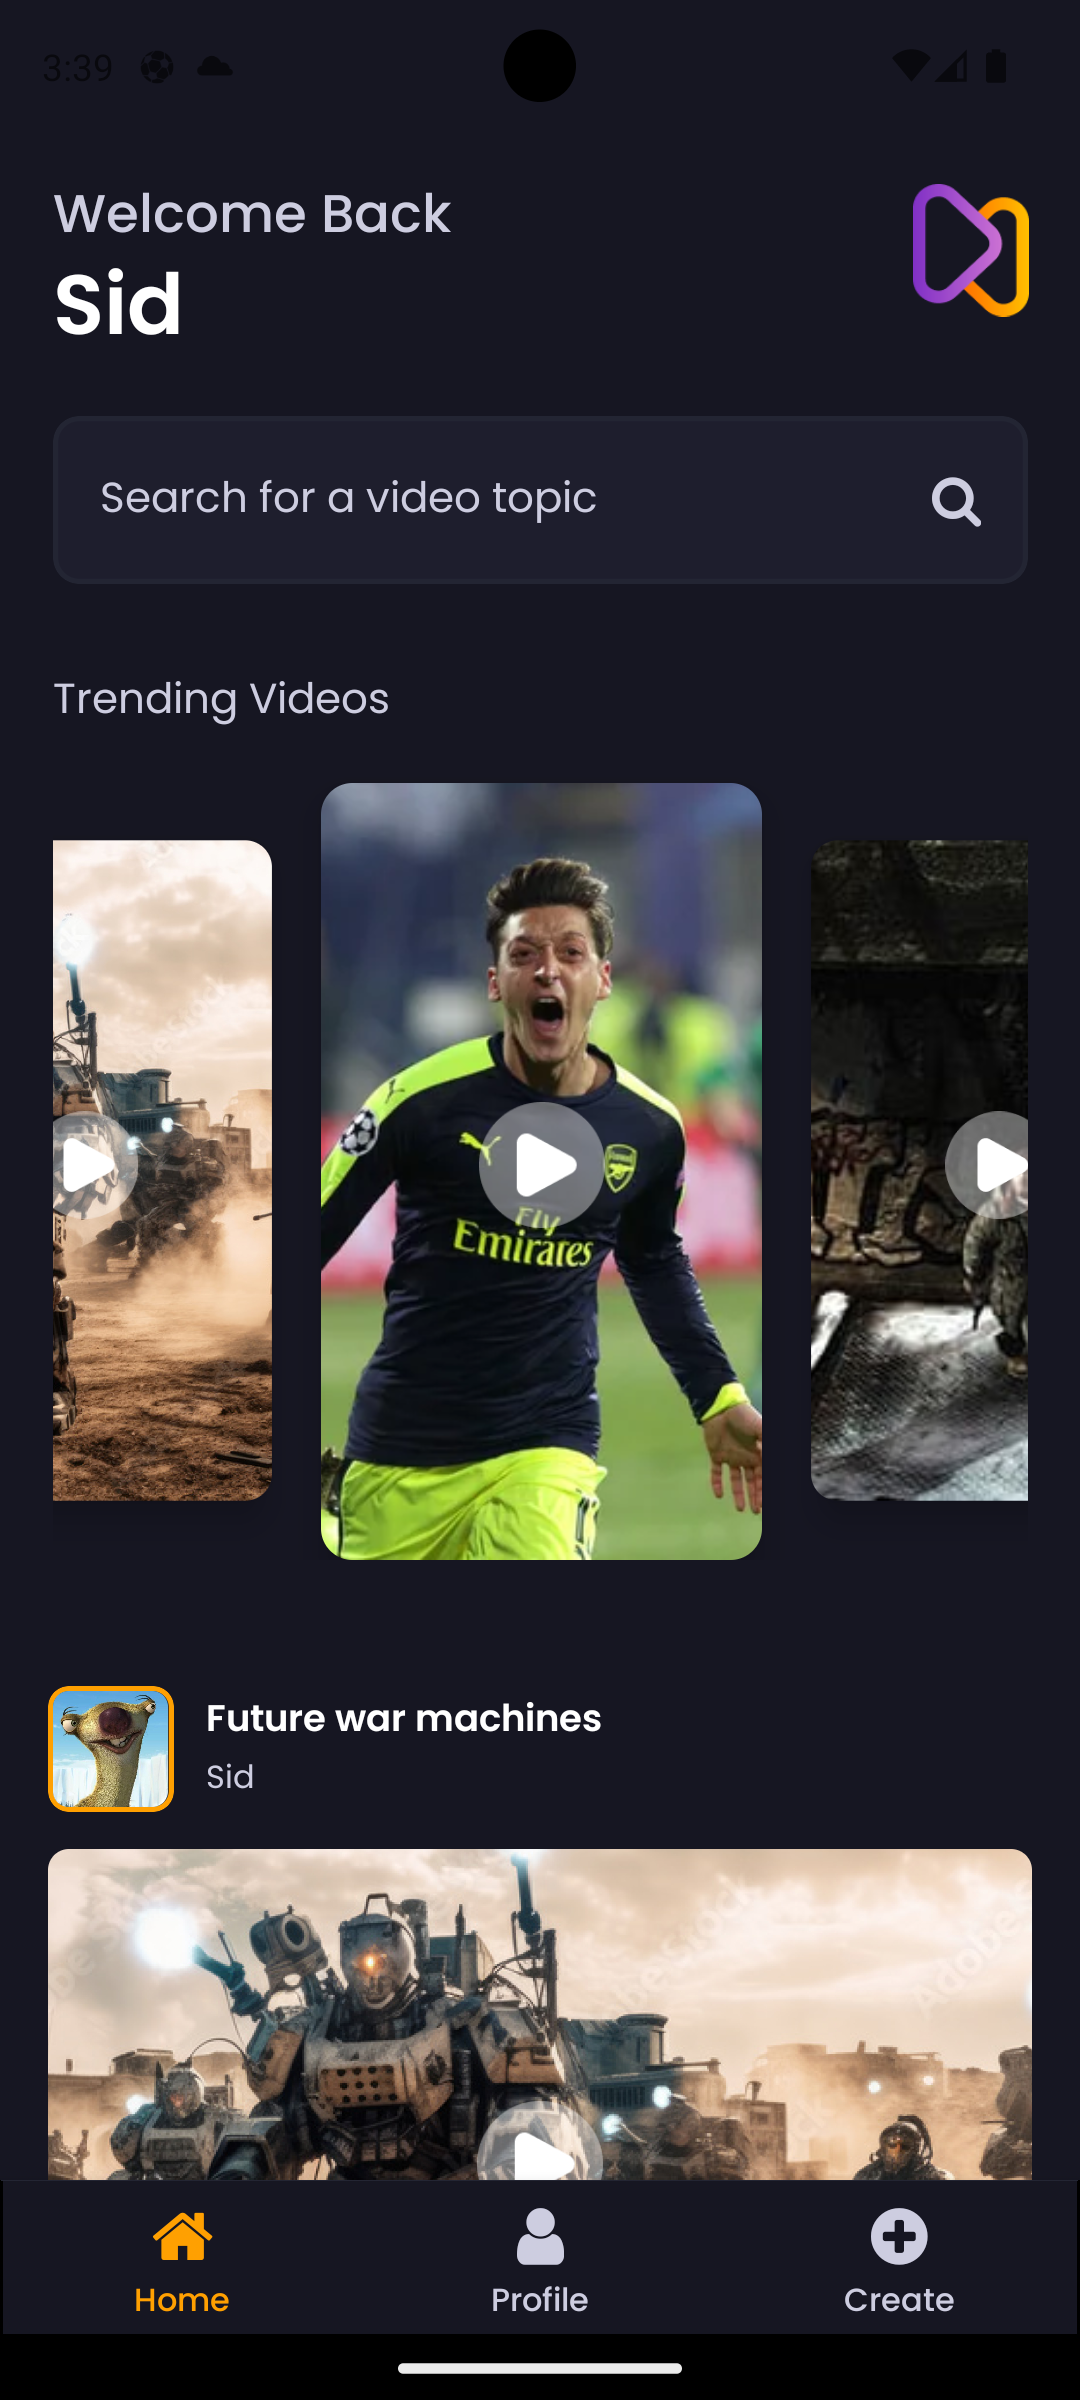 3:39
Welcome Back
Sid
Search for a video topic
Trending Videos
Fly
Emirates
Future war machines
Sid
Home
Profile
Create